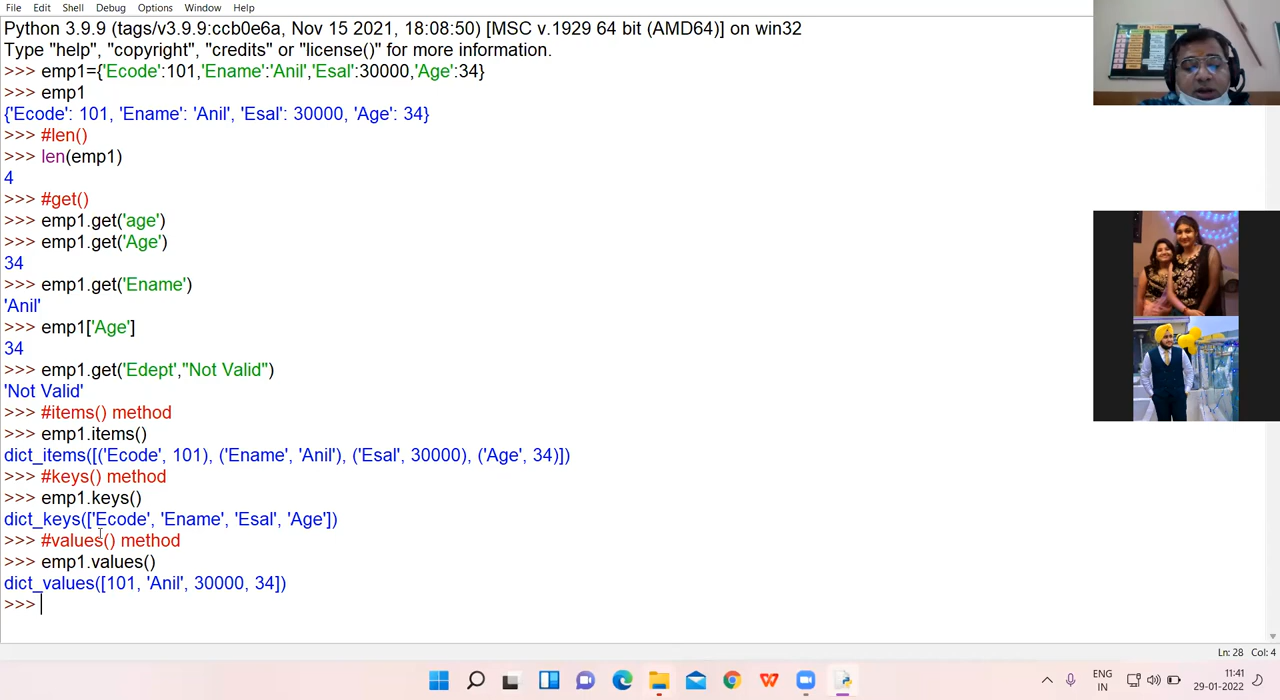 File Edit Shell Debug Options Window Help
Python 3.9.9 (tags/v3.9.9:ccb0e6a, Nov 15 2021, 18:08:50) [MSC v.1929 64 bit (AMD64)] on win32
Type "help", "copyright", "credits" or "license()" for more information.
>>> emp1={'Ecode':101,'Ename':'Anil','Esal':30000,'Age':34}
>>> emp1
{'Ecode': 101, 'Ename': 'Anil', 'Esal': 30000, 'Age': 34}
>>> #len()
>>> len(emp1)
4
>>> #get()
>>> emp1.get('age')
>>> emp1.get('Age')
34
>>> emp1.get('Ename')
'Anil'
>>> emp1['Age']
34
>>> emp1.get('Edept',"Not Valid")
'Not Valid'
>>> #items() method
>>> emp1.items()
dict_items([('Ecode', 101), ('Ename', 'Anil'), ('Esal', 30000), ('Age', 34)])
>>> #keys() method
>>> emp1.keys()
dict_keys(['Ecode', 'Ename', 'Esal', 'Age'])
>>> #values() method
>>> emp1.values()
dict_values([101, 'Anil', 30000, 34])
>>>
Ln: 28 Col: 4
ENG 11:41
IN 29-01-2022